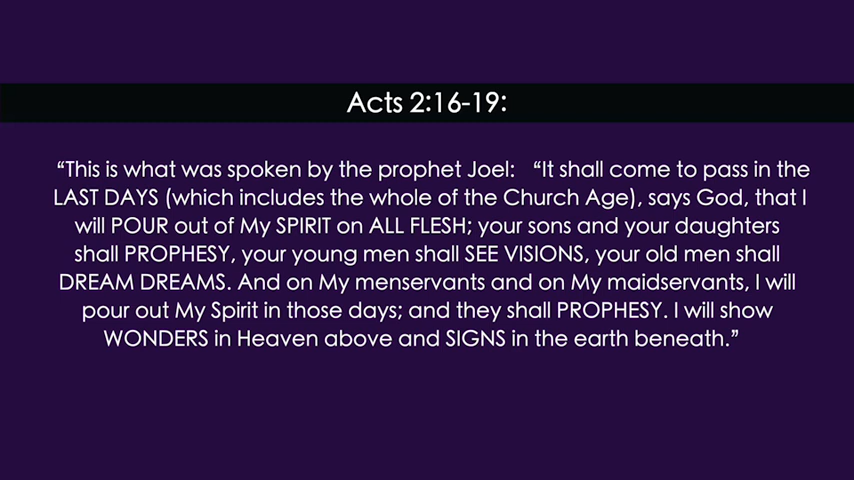 Acts 2:16-19:
“This is what was spoken by the prophet Joel: “It shall come to pass in the
LAST DAYS (which includes the whole of the Church Age), says God, that I
will POUR out of My SPIRIT on ALL FLESH; your sons and your daughters
shall PROPHESY, your young men shall SEE VISIONS, your old men shall
DREAM DREAMS. And on My menservants and on My maidservants, I will
pour out My Spirit in those days; and they shall PROPHESY. I will show
WONDERS in Heaven above and SIGNS in the earth beneath.”